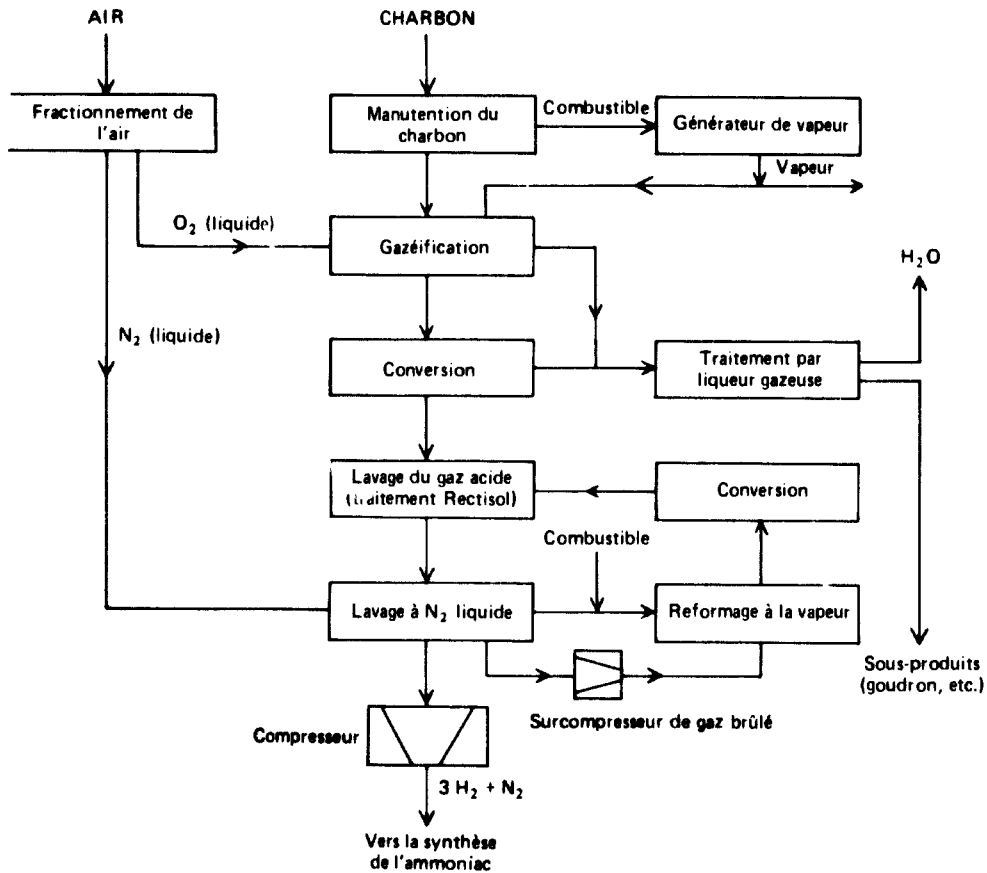 AIR
CHARBON
Fractionnement de
l'air
Manutention du
charbon
Combustible
Générateur de vapeur
Vapeur
O₂ (liquide)
Gazéification
H₂O
N₂ (liquide)
Conversion
Traitement par
liqueur gazeuse
Lavage du gaz acide
(traitement Rectisol)
Conversion
Combustible
Lavage à N₂ liquide
Reformage à la vapeur
Sous-produits
(goudron, etc.)
Surcompresseur de gaz brûlé
Compresseur
3 H₂ + N₂
Vers la synthèse
de l'ammoniac